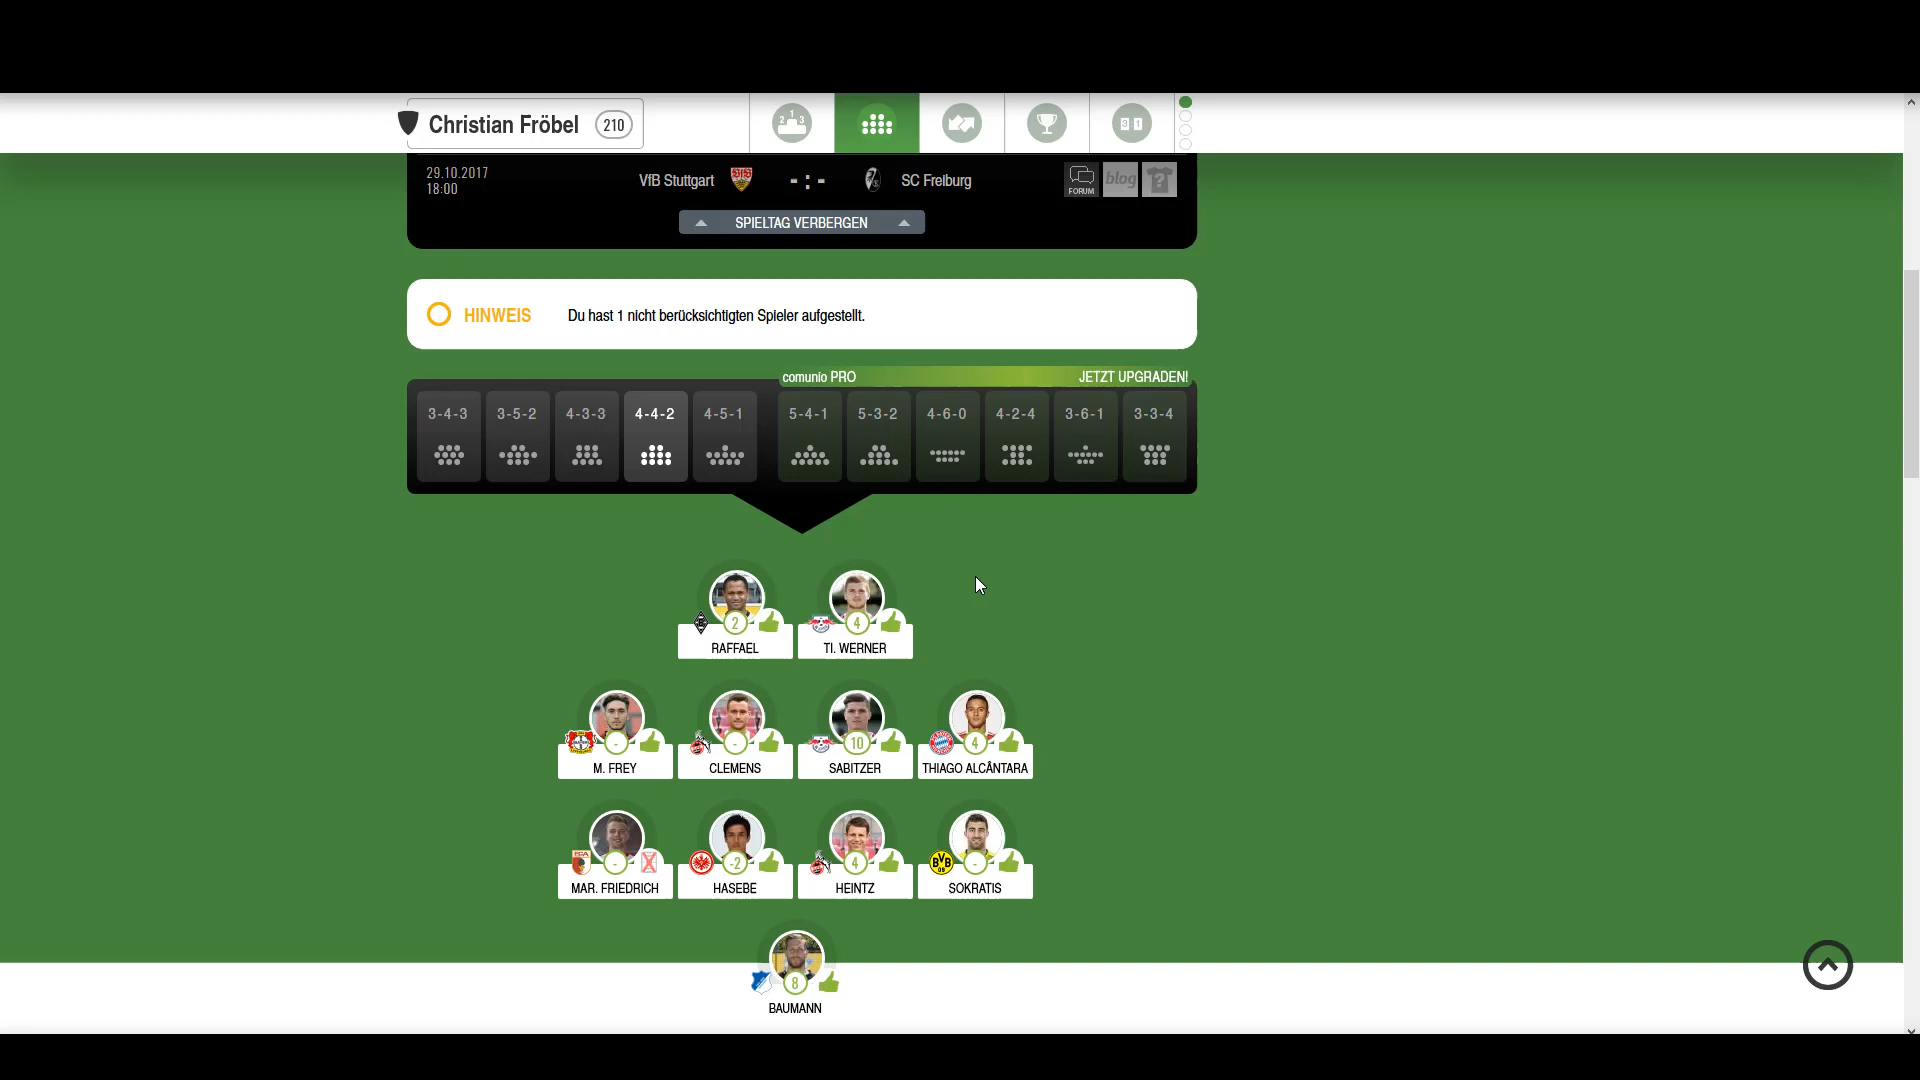 Christian Fröbel 210
29.10.2017
18:00
VfB Stuttgart - : - SC Freiburg
FORUM blog ?
SPIELTAG VERBERGEN
HINWEIS Du hast 1 nicht berücksichtigten Spieler aufgestellt.
comunio PRO JETZT UPGRADEN!
3-4-3 3-5-2 4-3-3 4-4-2 4-5-1 5-4-1 5-3-2 4-6-0 4-2-4 3-6-1 3-3-4
2 4
RAFFAEL TI. WERNER
- - 10 4
M. FREY CLEMENS SABITZER THIAGO ALCÂNTARA
- -2 4 -
MAR. FRIEDRICH HASEBE HEINTZ SOKRATIS
8
BAUMANN